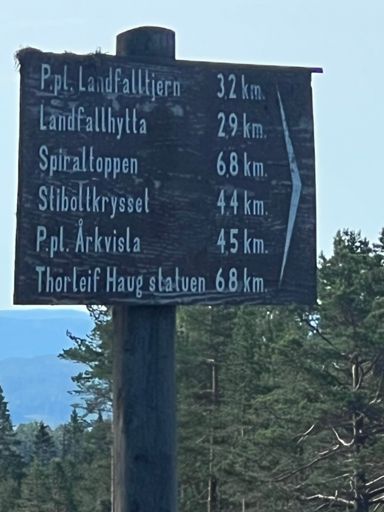 P.pl. Landfalltjern 3,2 km.
Landfallhytta 2,9 km.
Spiraltoppen 6,8 km.
Stiboltkrysset 4,4 km.
P.pl. Årkvisla 4,5 km.
Thorleif Haug statuen 6,8 km.